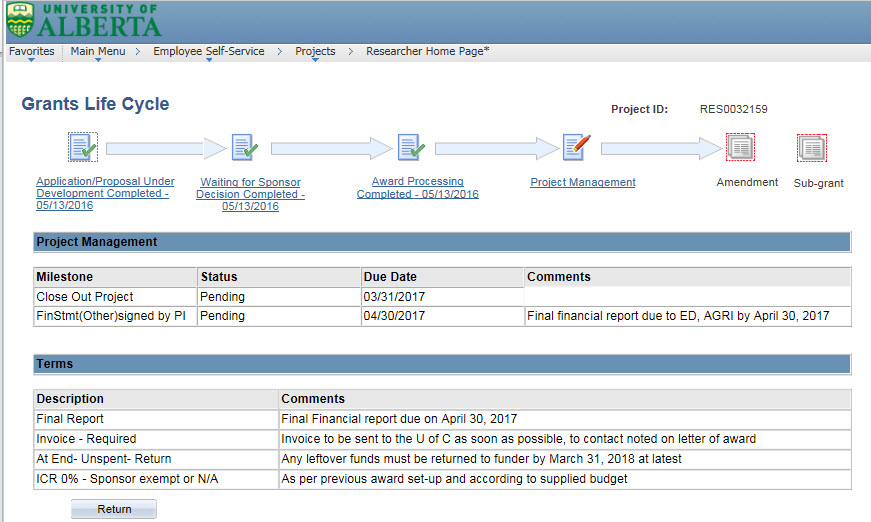 UNIVERSITY OF
ALBERTA
Favorites Main Menu > Employee Self-Service > Projects > Researcher Home Page*
Grants Life Cycle
Project ID: RES0032159
Application/Proposal Under
Development Completed -
05/13/2016
Waiting for Sponsor
Decision Completed -
05/13/2016
Award Processing
Completed - 05/13/2016
Project Management
Amendment
Sub-grant
Project Management
Milestone Status Due Date Comments
Close Out Project Pending 03/31/2017
FinStmt(Other)signed by PI Pending 04/30/2017 Final financial report due to ED, AGRI by April 30, 2017
Terms
Description Comments
Final Report Final Financial report due on April 30, 2017
Invoice - Required Invoice to be sent to the U of C as soon as possible, to contact noted on letter of award
At End- Unspent- Return Any leftover funds must be returned to funder by March 31, 2018 at latest
ICR 0% - Sponsor exempt or N/A As per previous award set-up and according to supplied budget
Return